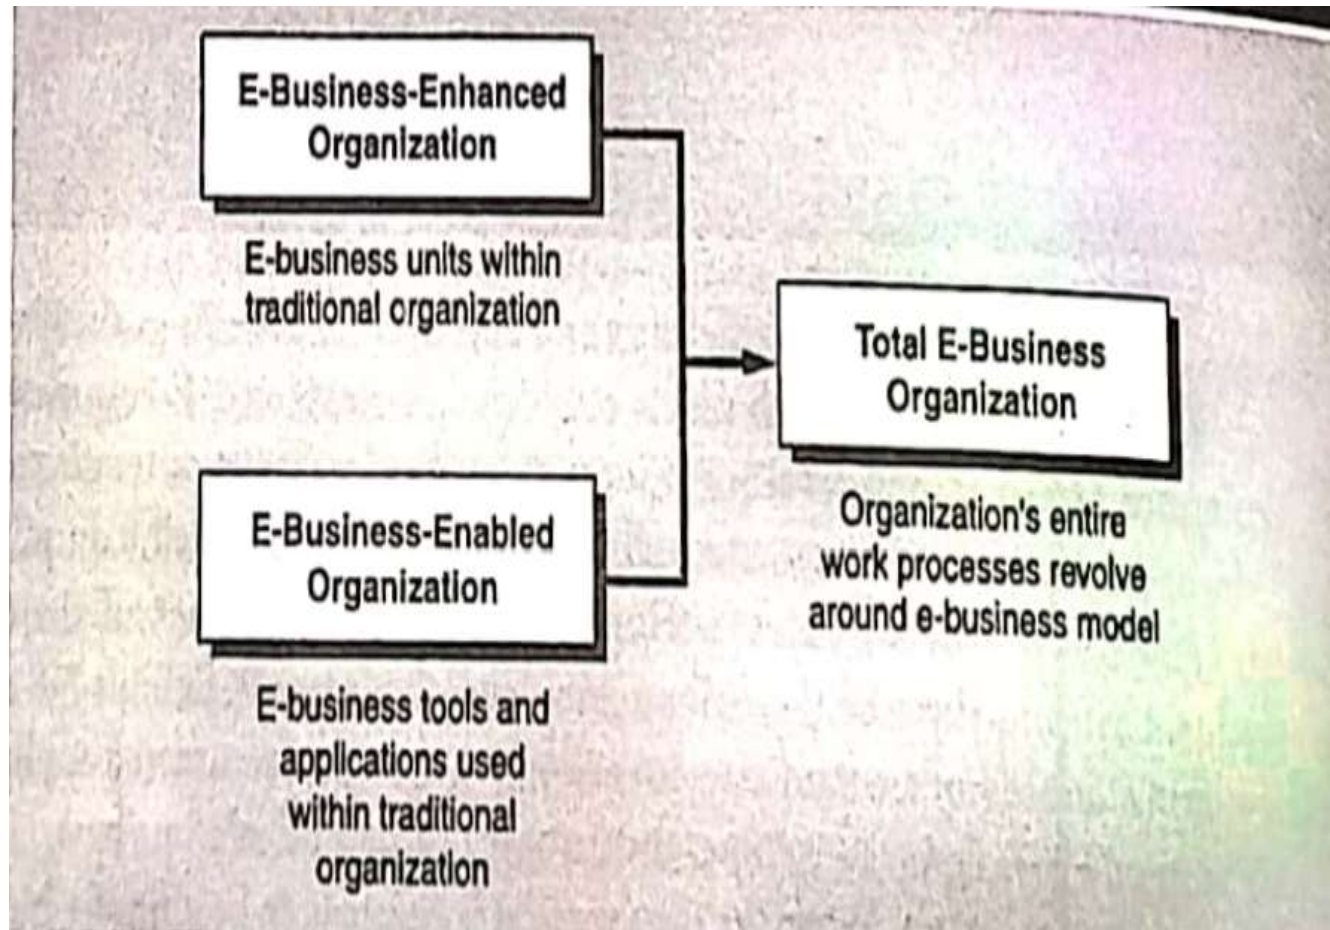 E-Business-Enhanced
Organization
E-business units within
traditional organization
E-Business-Enabled
Organization
E-business tools and
applications used
within traditional
organization
Total E-Business
Organization
Organization's entire
work processes revolve
around e-business model